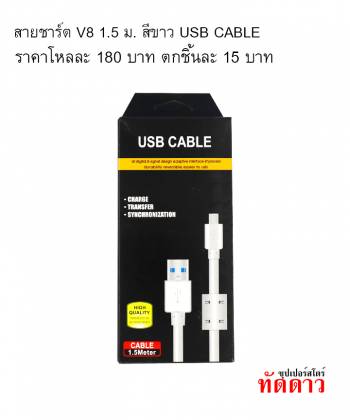 สายชาร์ต V8 1.5 ม. สีขาว USB CABLE
ราคาโหลละ 180 บาท ตกชิ้นละ 15 บาท
USB CABLE
• CHARGE
• TRANSFER
• SYNCHRONIZATION
HIGH
QUALITY
CABLE
1.5Meter
ซุปเปอร์สโตร์
ทัดดาว